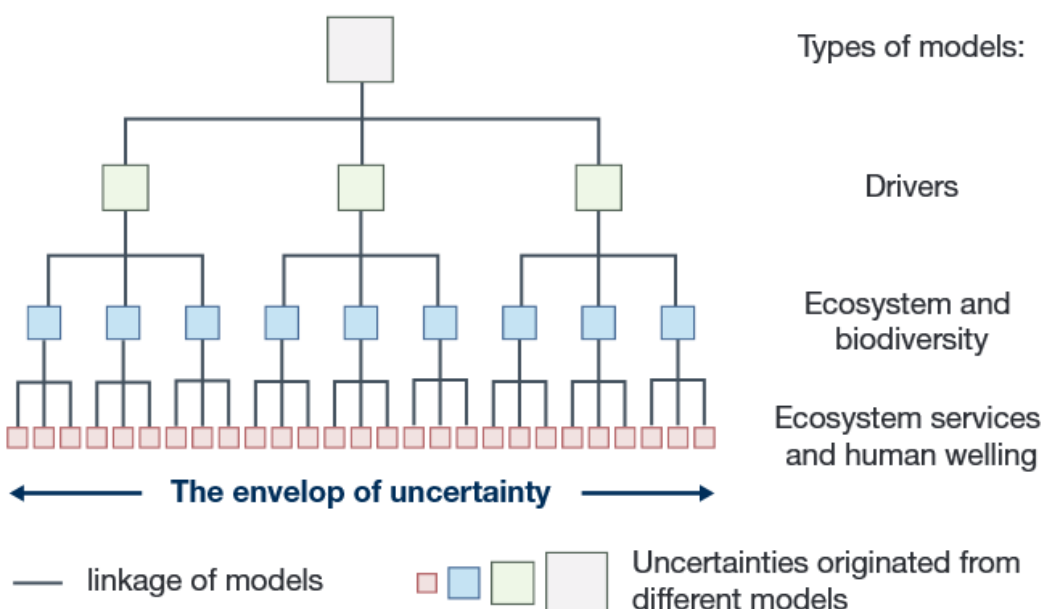 Types of models:
Drivers
Ecosystem and
biodiversity
Ecosystem services
and human welling
The envelop of uncertainty
linkage of models
Uncertainties originated from
different models